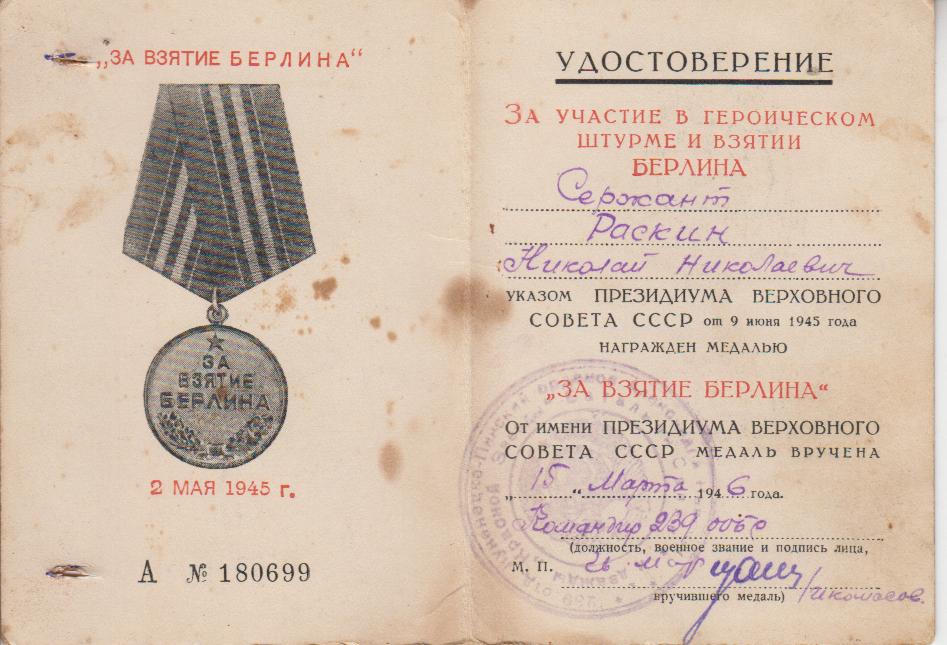 „ЗА ВЗЯТИЕ БЕРЛИНА“
ЗА
ВЗЯТИЕ
БЕРЛИНА
2 МАЯ 1945 г.
А № 180699
УДОСТОВЕРЕНИЕ
ЗА УЧАСТИЕ В ГЕРОИЧЕСКОМ
ШТУРМЕ И ВЗЯТИИ
БЕРЛИНА
Сержант
Раскин
Николай Николаевич
УКАЗОМ ПРЕЗИДИУМА ВЕРХОВНОГО
СОВЕТА СССР от 9 июня 1945 года
НАГРАЖДЕН МЕДАЛЬЮ
„ЗА ВЗЯТИЕ БЕРЛИНА“
От имени ПРЕЗИДИУМА ВЕРХОВНОГО
СОВЕТА СССР МЕДАЛЬ ВРУЧЕНА
„15“ Марта 1946 года.
Командир 239 ообс
(должность, военное звание и подпись лица,
М. П.
вручившего медаль)